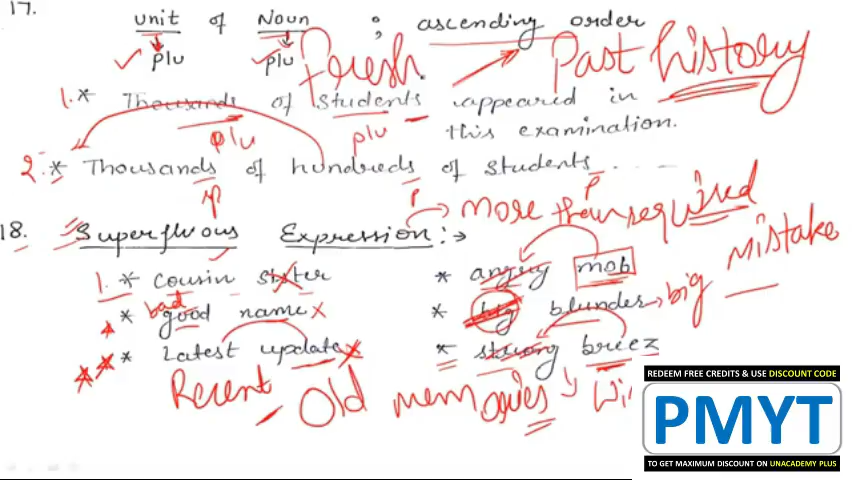 17. unit of Noun ; ascending order
plu plu Fresh Past history
1.* Thousands of students appeared in
plu plu this examination.
2.* Thousands of hundreds of students .....
p p p
more than required
18. Superfluous Expression :→
1. * cousin sister * angry mob
bad
* good name x * big blunder → big mistake
* Latest update x * strong breez
Recent Old memories
REDEEM FREE CREDITS & USE DISCOUNT CODE
PMYT
TO GET MAXIMUM DISCOUNT ON UNACADEMY PLUS